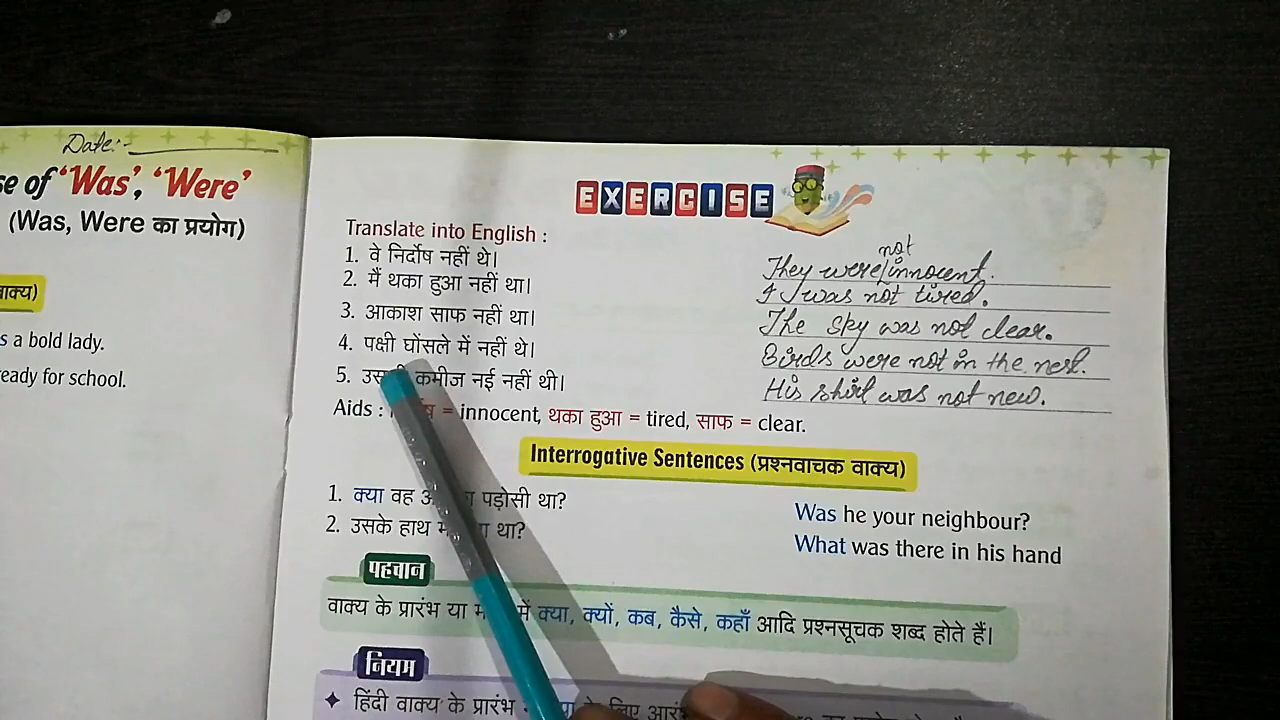 Date:-
se of 'Was', 'Were'
(Was, Were का प्रयोग)
s a bold lady.
eady for school.
EXERCISE
Translate into English :
1. वे निर्दोष नहीं थे।
They were not innocent.
2. मैं थका हुआ नहीं था।
I was not tired.
3. आकाश साफ नहीं था।
The sky was not clear.
4. पक्षी घोंसले में नहीं थे।
Birds were not in the nest.
5. कमीज नई नहीं थी।
His shirt was not new.
Aids : = innocent, थका हुआ = tired, साफ = clear.
Interrogative Sentences (प्रश्नवाचक वाक्य)
1. क्या वह पड़ोसी था?
Was he your neighbour?
2. उसके हाथ था?
What was there in his hand
पहचान
वाक्य के प्रारंभ या में क्या, क्यों, कब, कैसे, कहाँ आदि प्रश्नसूचक शब्द होते हैं।
नियम
हिंदी वाक्य के प्रारंभ के लिए